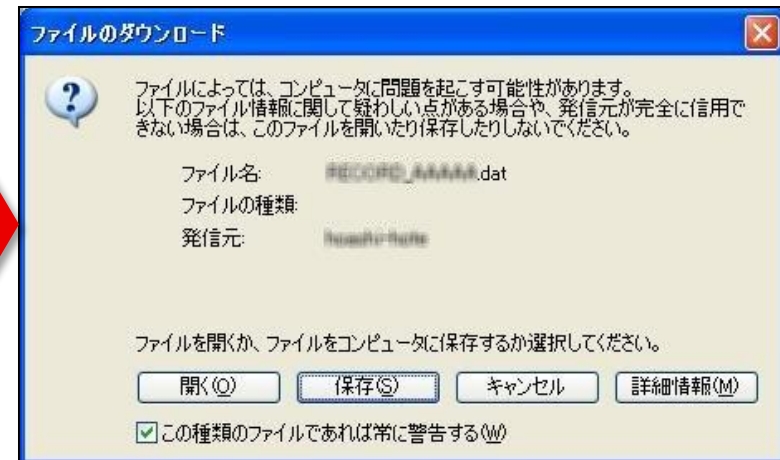 ファイルのダウンロード
ファイルによっては、コンピュータに問題を起こす可能性があります。
以下のファイル情報に関して疑わしい点がある場合や、発信元が完全に信用で
きない場合は、このファイルを開いたり保存したりしないでください。
ファイル名: .dat
ファイルの種類:
発信元:
ファイルを開くか、ファイルをコンピュータに保存するか選択してください。
開く(O) 保存(S) キャンセル 詳細情報(M)
この種類のファイルであれば常に警告する(W)